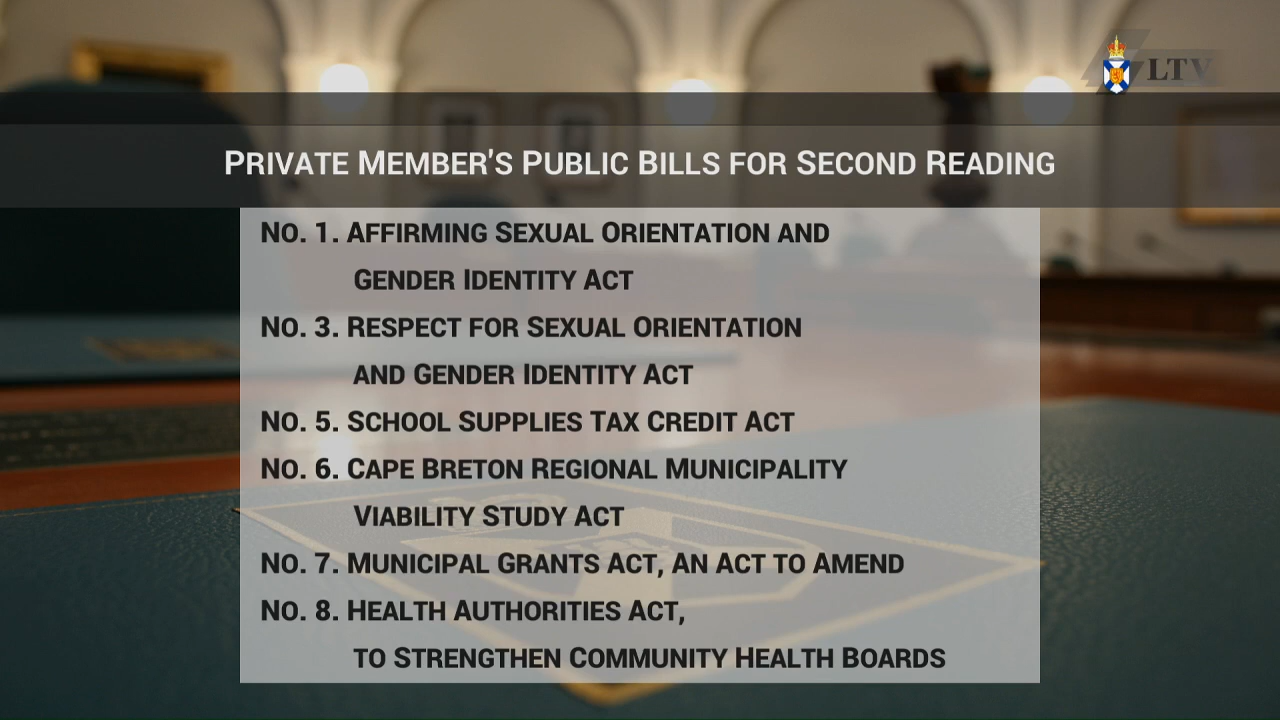 LTV
PRIVATE MEMBER'S PUBLIC BILLS FOR SECOND READING
NO. 1. AFFIRMING SEXUAL ORIENTATION AND
GENDER IDENTITY ACT
NO. 3. RESPECT FOR SEXUAL ORIENTATION
AND GENDER IDENTITY ACT
NO. 5. SCHOOL SUPPLIES TAX CREDIT ACT
NO. 6. CAPE BRETON REGIONAL MUNICIPALITY
VIABILITY STUDY ACT
NO. 7. MUNICIPAL GRANTS ACT, AN ACT TO AMEND
NO. 8. HEALTH AUTHORITIES ACT,
TO STRENGTHEN COMMUNITY HEALTH BOARDS